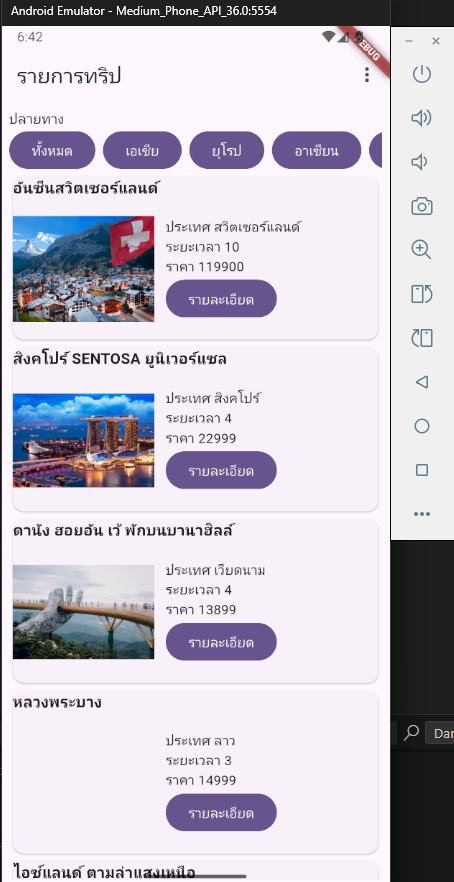 Android Emulator - Medium_Phone_API_36.0:5554
6:42
DEBUG
รายการทริป
ปลายทาง
ทั้งหมด
เอเชีย
ยุโรป
อาเซียน
อันซีนสวิตเซอร์แลนด์
ประเทศ สวิตเซอร์แลนด์
ระยะเวลา 10
ราคา 119900
รายละเอียด
สิงคโปร์ SENTOSA ยูนิเวอร์แซล
ประเทศ สิงคโปร์
ระยะเวลา 4
ราคา 22999
รายละเอียด
ดานัง ฮอยอัน เว้ พักบนบานาฮิลล์
ประเทศ เวียดนาม
ระยะเวลา 4
ราคา 13899
รายละเอียด
หลวงพระบาง
ประเทศ ลาว
ระยะเวลา 3
ราคา 14999
รายละเอียด
Dar
ไอซ์แลนด์ ตามล่าแสงเหนือ